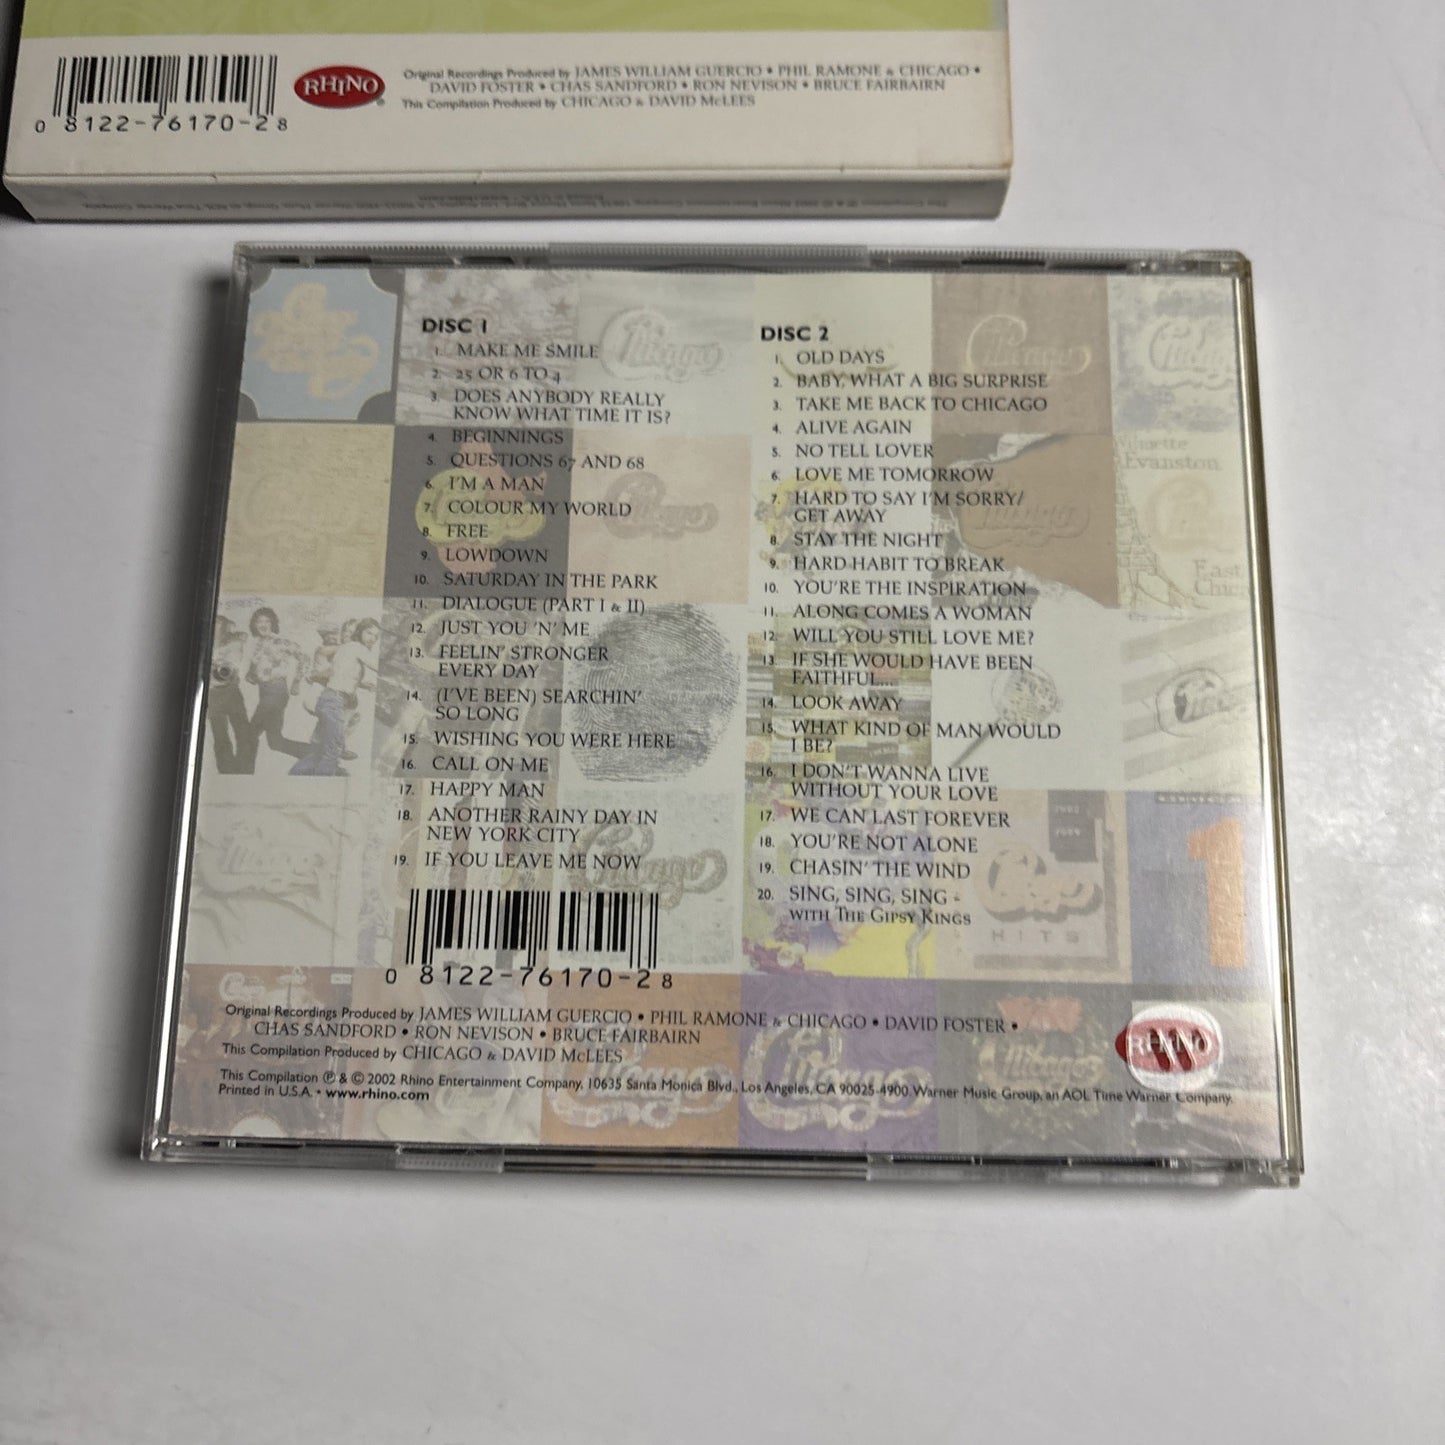 0 8122-76170-2 8
RHINO
Original Recordings Produced by JAMES WILLIAM GUERCIO • PHIL RAMONE & CHICAGO •
DAVID FOSTER • CHAS SANDFORD • RON NEVISON • BRUCE FAIRBAIRN
This Compilation Produced by CHICAGO & DAVID McLEES
DISC 1
1. MAKE ME SMILE
2. 25 OR 6 TO 4
3. DOES ANYBODY REALLY
KNOW WHAT TIME IT IS?
4. BEGINNINGS
5. QUESTIONS 67 AND 68
6. I'M A MAN
7. COLOUR MY WORLD
8. FREE
9. LOWDOWN
10. SATURDAY IN THE PARK
11. DIALOGUE (PART I & II)
12. JUST YOU 'N' ME
13. FEELIN' STRONGER
EVERY DAY
14. (I'VE BEEN) SEARCHIN'
SO LONG
15. WISHING YOU WERE HERE
16. CALL ON ME
17. HAPPY MAN
18. ANOTHER RAINY DAY IN
NEW YORK CITY
19. IF YOU LEAVE ME NOW
DISC 2
1. OLD DAYS
2. BABY, WHAT A BIG SURPRISE
3. TAKE ME BACK TO CHICAGO
4. ALIVE AGAIN
5. NO TELL LOVER
6. LOVE ME TOMORROW
7. HARD TO SAY I'M SORRY/
GET AWAY
8. STAY THE NIGHT
9. HARD HABIT TO BREAK
10. YOU'RE THE INSPIRATION
11. ALONG COMES A WOMAN
12. WILL YOU STILL LOVE ME?
13. IF SHE WOULD HAVE BEEN
FAITHFUL...
14. LOOK AWAY
15. WHAT KIND OF MAN WOULD
I BE?
16. I DON'T WANNA LIVE
WITHOUT YOUR LOVE
17. WE CAN LAST FOREVER
18. YOU'RE NOT ALONE
19. CHASIN' THE WIND
20. SING, SING, SING -
WITH THE GIPSY KINGS
Chicago
Chicago
Chicago
Wilmette
Evanston
East
HITS
1
0 8122-76170-2 8
Original Recordings Produced by JAMES WILLIAM GUERCIO • PHIL RAMONE & CHICAGO • DAVID FOSTER •
CHAS SANDFORD • RON NEVISON • BRUCE FAIRBAIRN
This Compilation Produced by CHICAGO & DAVID McLEES
This Compilation ℗ & © 2002 Rhino Entertainment Company, 10635 Santa Monica Blvd., Los Angeles, CA 90025-4900. Warner Music Group, an AOL Time Warner Company.
Printed in U.S.A. • www.rhino.com
RHINO